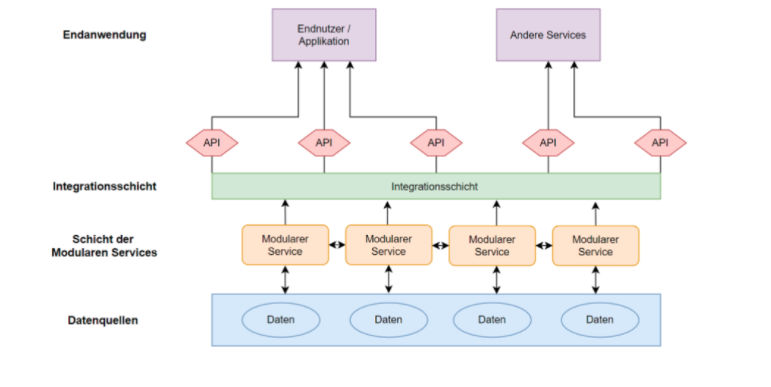 Endanwendung
Endnutzer /
Applikation
Andere Services
API
API
API
API
API
Integrationsschicht
Integrationsschicht
Schicht der
Modularen Services
Modularer
Service
Modularer
Service
Modularer
Service
Modularer
Service
Datenquellen
Daten
Daten
Daten
Daten